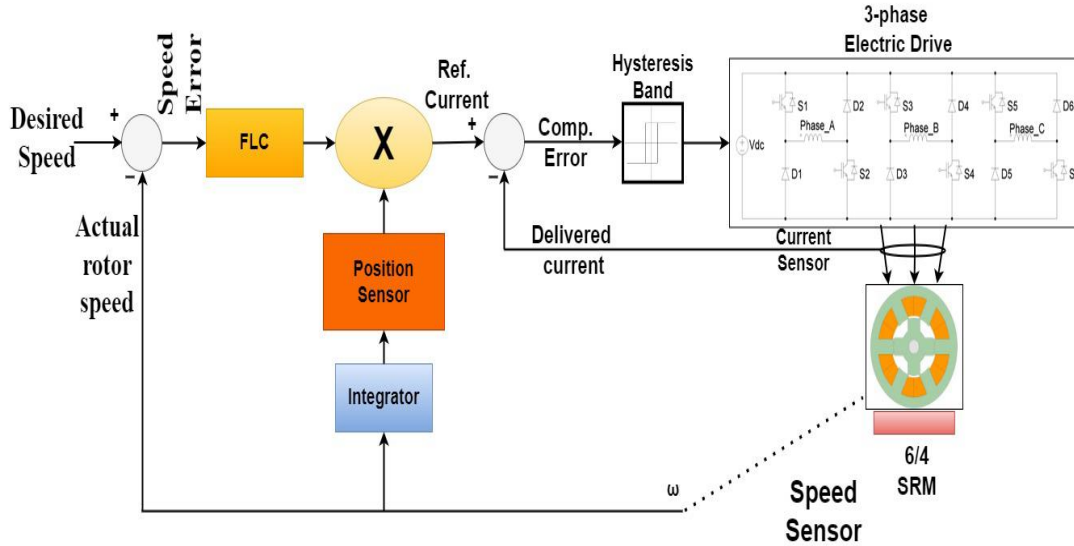 3-phase
Electric Drive
Speed
Error
Ref.
Current
Hysteresis
Band
Desired
Speed
+
−
FLC
X
+
−
Comp.
Error
S1
D2
S3
D4
S5
D6
Phase_A
Phase_B
Phase_C
Vdc
D1
S2
D3
S4
D5
S
Actual
rotor
speed
Position
Sensor
Delivered
current
Current
Sensor
Integrator
6/4
SRM
ω
Speed
Sensor